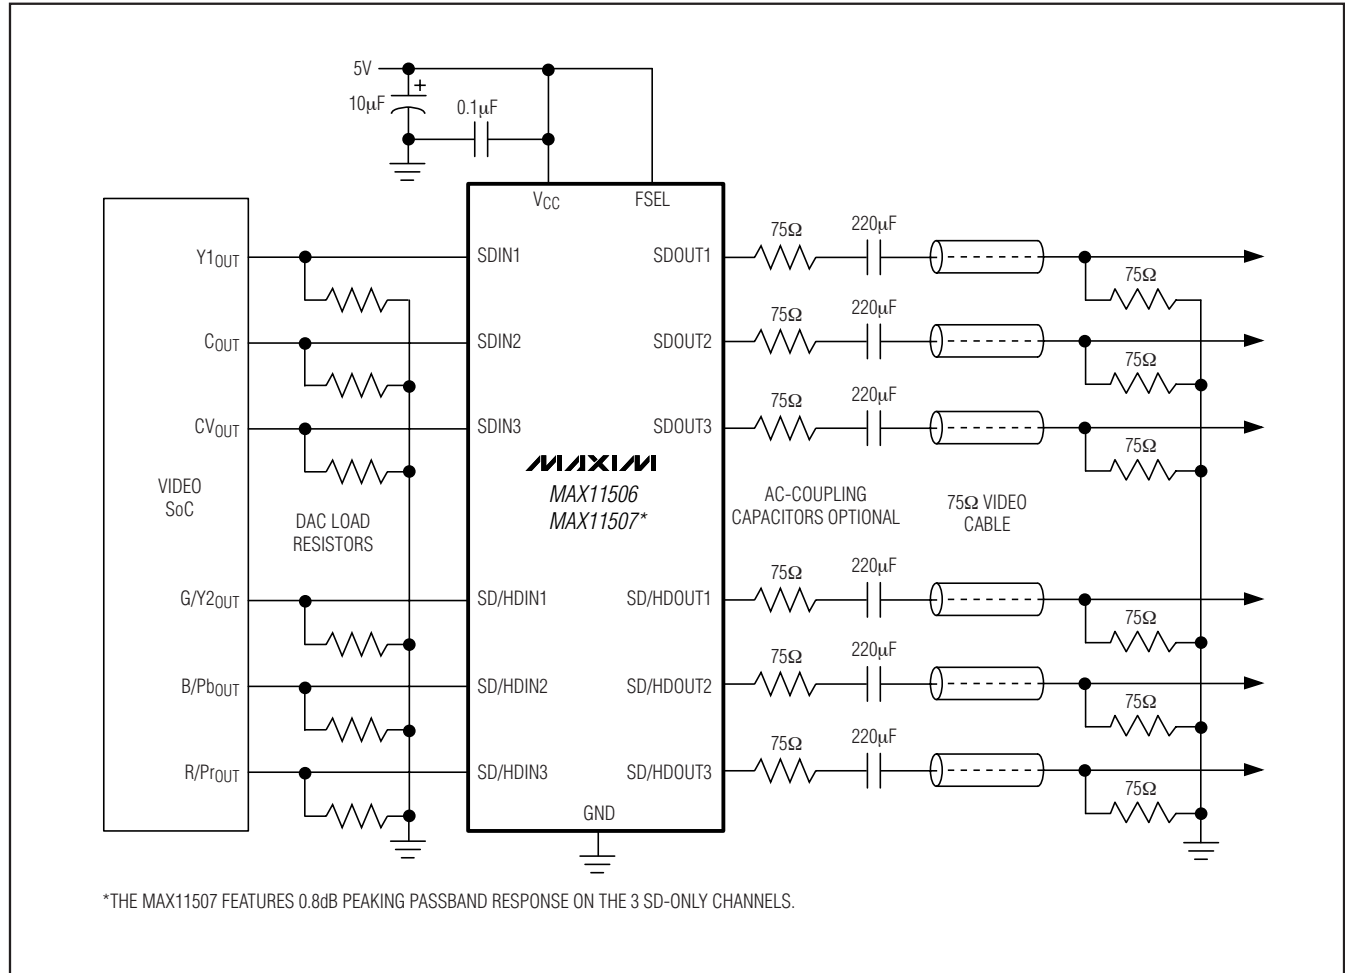 5V
+
10µF
0.1µF
VCC
FSEL
Y1OUT
SDIN1
SDOUT1
75Ω
220µF
75Ω
COUT
SDIN2
SDOUT2
75Ω
220µF
75Ω
CVOUT
SDIN3
SDOUT3
75Ω
220µF
75Ω
VIDEO
SoC
DAC LOAD
RESISTORS
MAXIM
MAX11506
MAX11507*
AC-COUPLING
CAPACITORS OPTIONAL
75Ω VIDEO
CABLE
G/Y2OUT
SD/HDIN1
SD/HDOUT1
75Ω
220µF
75Ω
B/PbOUT
SD/HDIN2
SD/HDOUT2
75Ω
220µF
75Ω
R/PrOUT
SD/HDIN3
SD/HDOUT3
75Ω
220µF
75Ω
GND
*THE MAX11507 FEATURES 0.8dB PEAKING PASSBAND RESPONSE ON THE 3 SD-ONLY CHANNELS.